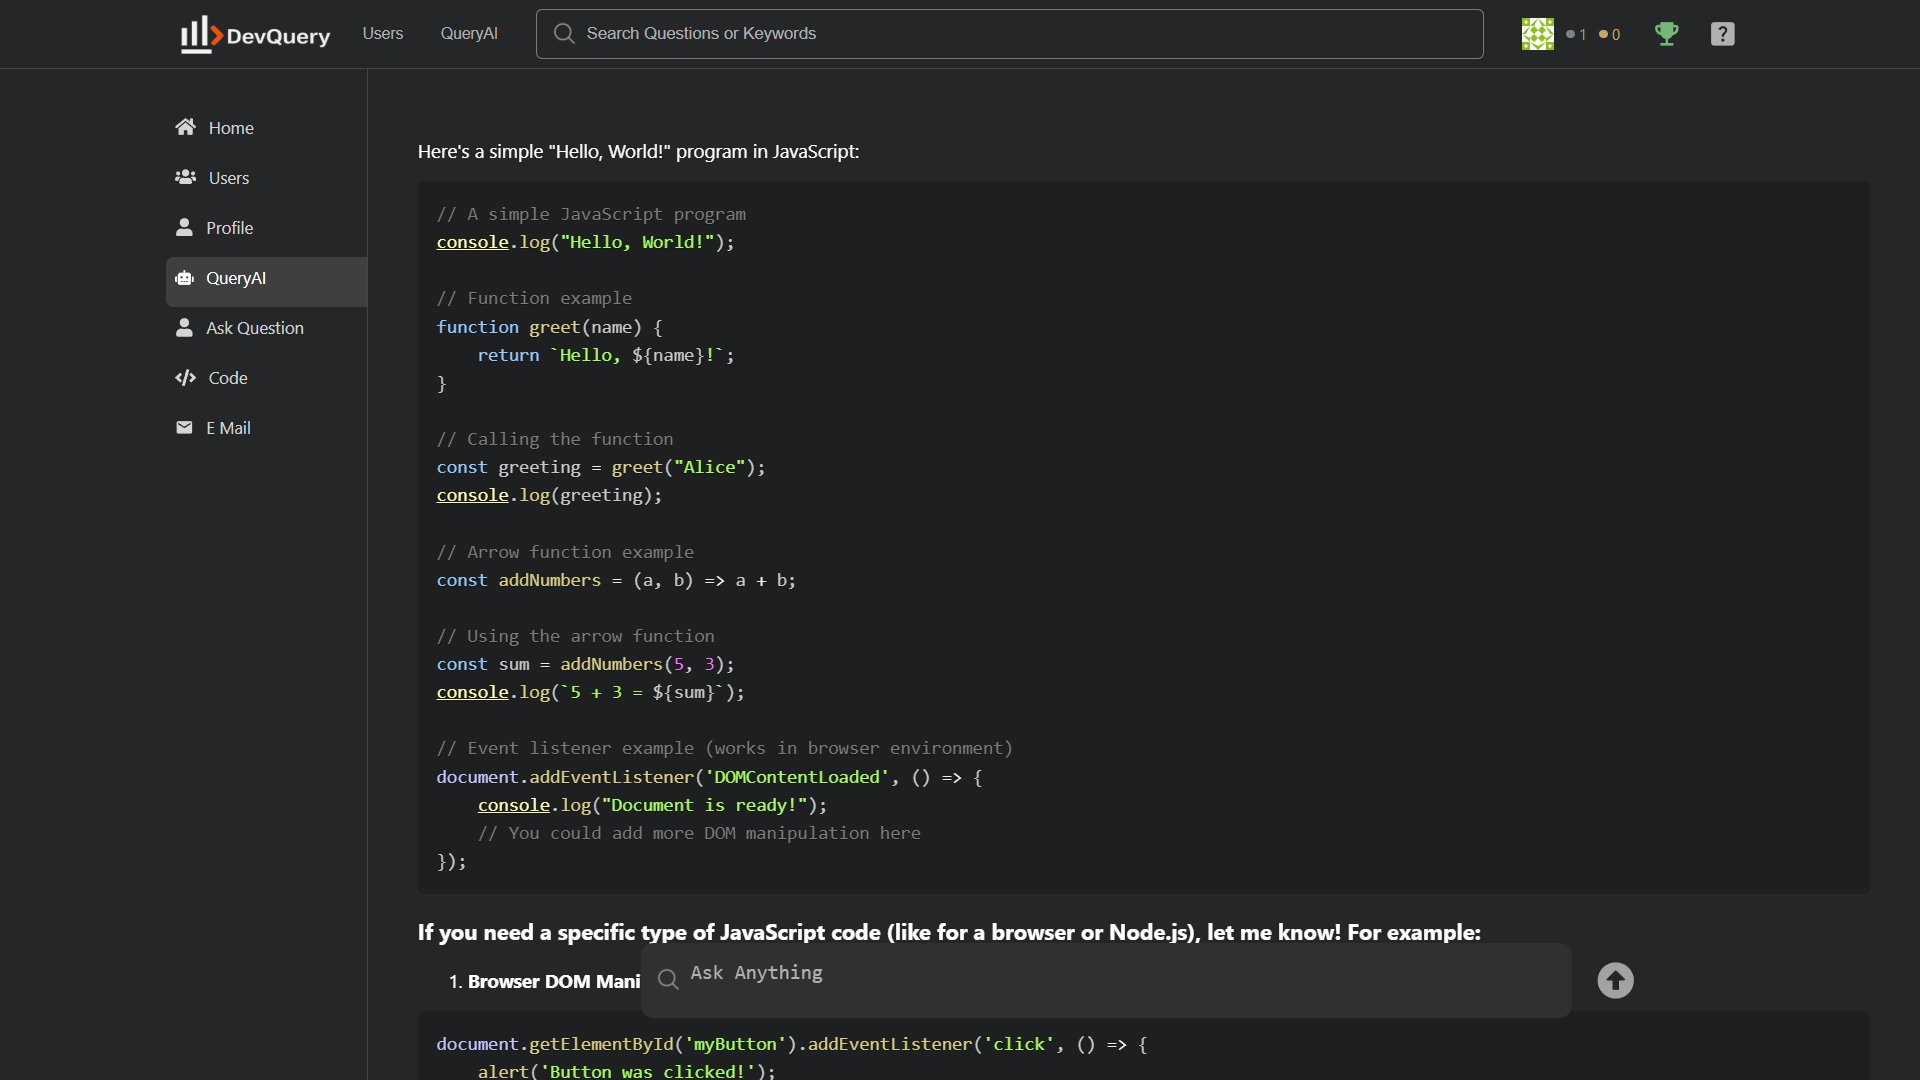 DevQuery
Users
QueryAI
Search Questions or Keywords
1
0
?
Home
Users
Profile
QueryAI
Ask Question
Code
E Mail
Here's a simple "Hello, World!" program in JavaScript:
// A simple JavaScript program
console.log("Hello, World!");
// Function example
function greet(name) {
    return `Hello, ${name}!`;
}
// Calling the function
const greeting = greet("Alice");
console.log(greeting);
// Arrow function example
const addNumbers = (a, b) => a + b;
// Using the arrow function
const sum = addNumbers(5, 3);
console.log(`5 + 3 = ${sum}`);
// Event listener example (works in browser environment)
document.addEventListener('DOMContentLoaded', () => {
    console.log("Document is ready!");
    // You could add more DOM manipulation here
});
If you need a specific type of JavaScript code (like for a browser or Node.js), let me know! For example:
1. Browser DOM Mani
Ask Anything
document.getElementById('myButton').addEventListener('click', () => {
    alert('Button was clicked!');